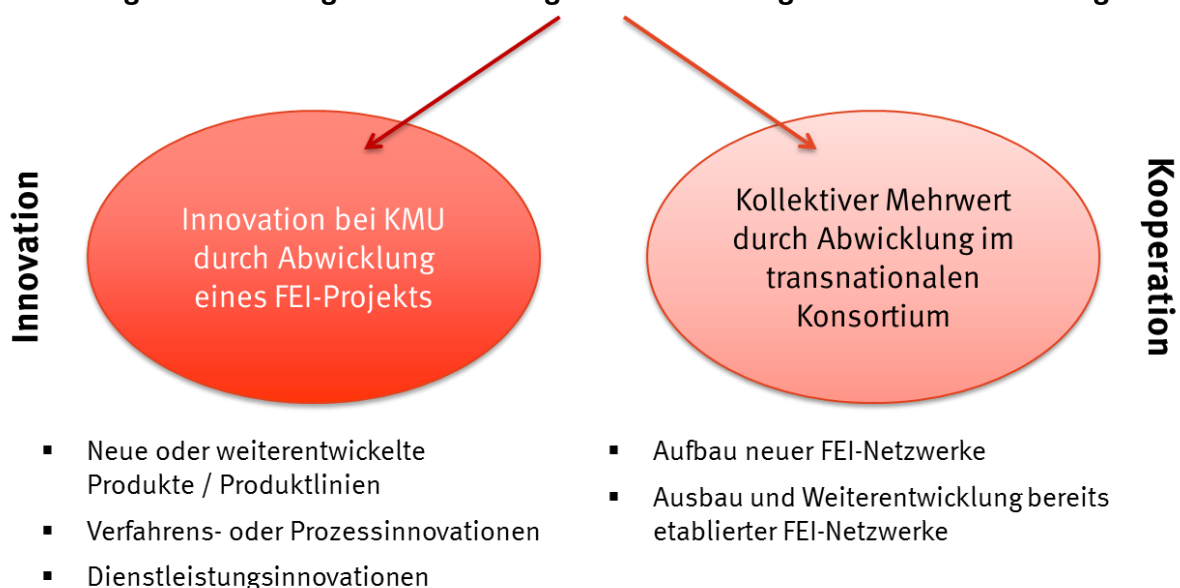 Innovation
Innovation bei KMU
durch Abwicklung
eines FEI-Projekts
Kollektiver Mehrwert
durch Abwicklung im
transnationalen
Konsortium
Kooperation
▪ Neue oder weiterentwickelte
Produkte / Produktlinien
▪ Verfahrens- oder Prozessinnovationen
▪ Dienstleistungsinnovationen
▪ Aufbau neuer FEI-Netzwerke
▪ Ausbau und Weiterentwicklung bereits
etablierter FEI-Netzwerke